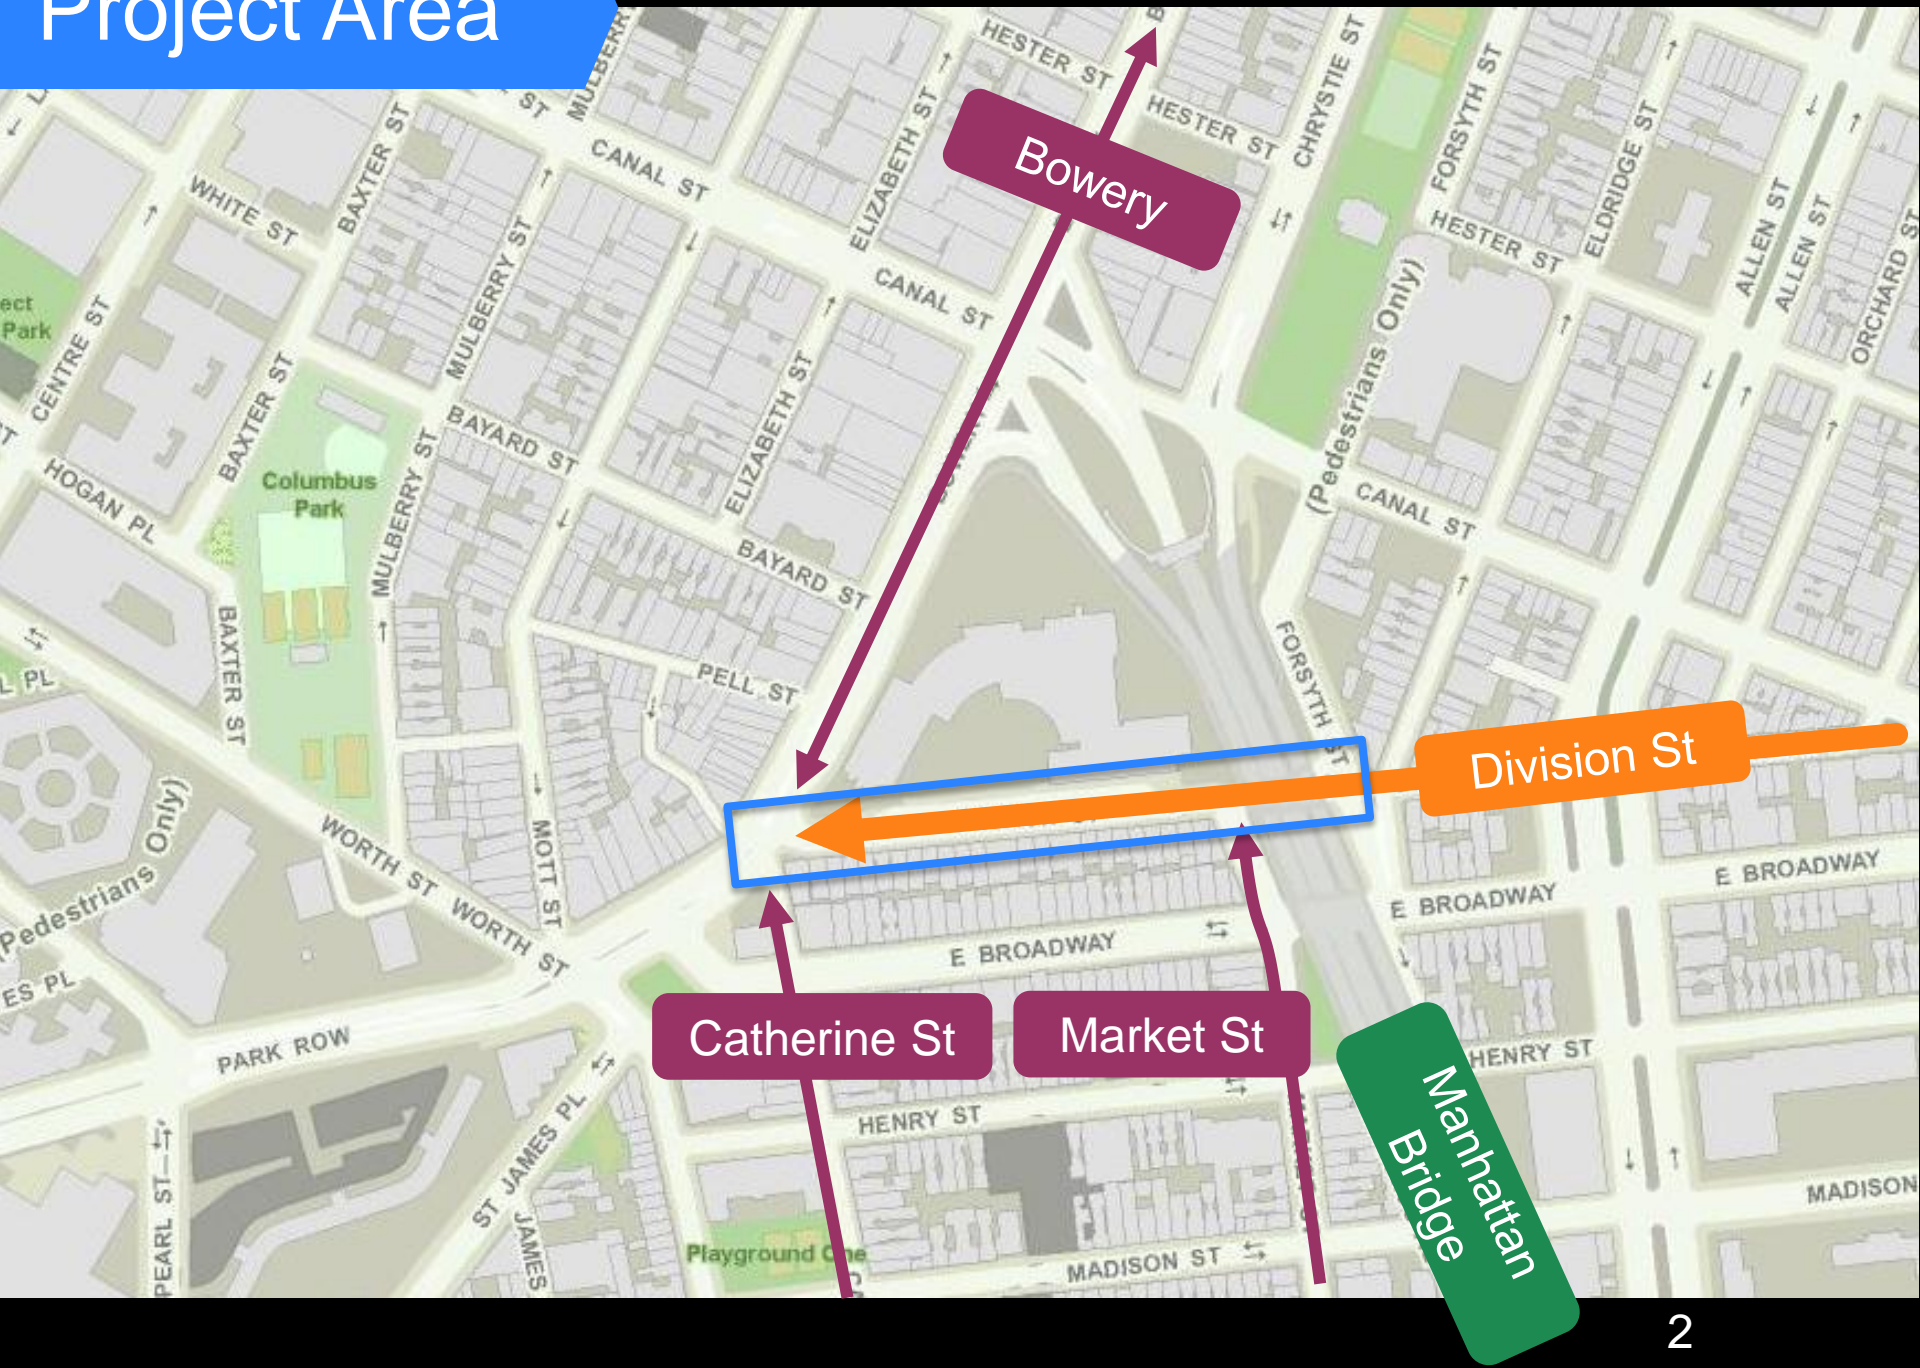 Project Area
HESTER ST
HESTER ST
HESTER ST
CHRYSTIE ST
FORSYTH ST
ELDRIDGE ST
ALLEN ST
ALLEN ST
ORCHARD ST
BAXTER ST
ST
CANAL ST
ELIZABETH ST
Bowery
WHITE ST
MULBERRY ST
CANAL ST
(Pedestrians Only)
Park
CENTRE ST
BAXTER ST
BAYARD ST
ELIZABETH ST
HOGAN PL
Columbus
Park
MULBERRY ST
CANAL ST
BAYARD ST
BAXTER ST
PELL ST
FORSYTH ST
PL
Division St
(Pedestrians Only)
WORTH ST
WORTH ST
MOTT ST
E BROADWAY
E BROADWAY
E BROADWAY
ES PL
PARK ROW
Catherine St
Market St
Manhattan
Bridge
HENRY ST
HENRY ST
ST JAMES PL
JAMES
PEARL ST
Playground One
MADISON ST
MADISON
2